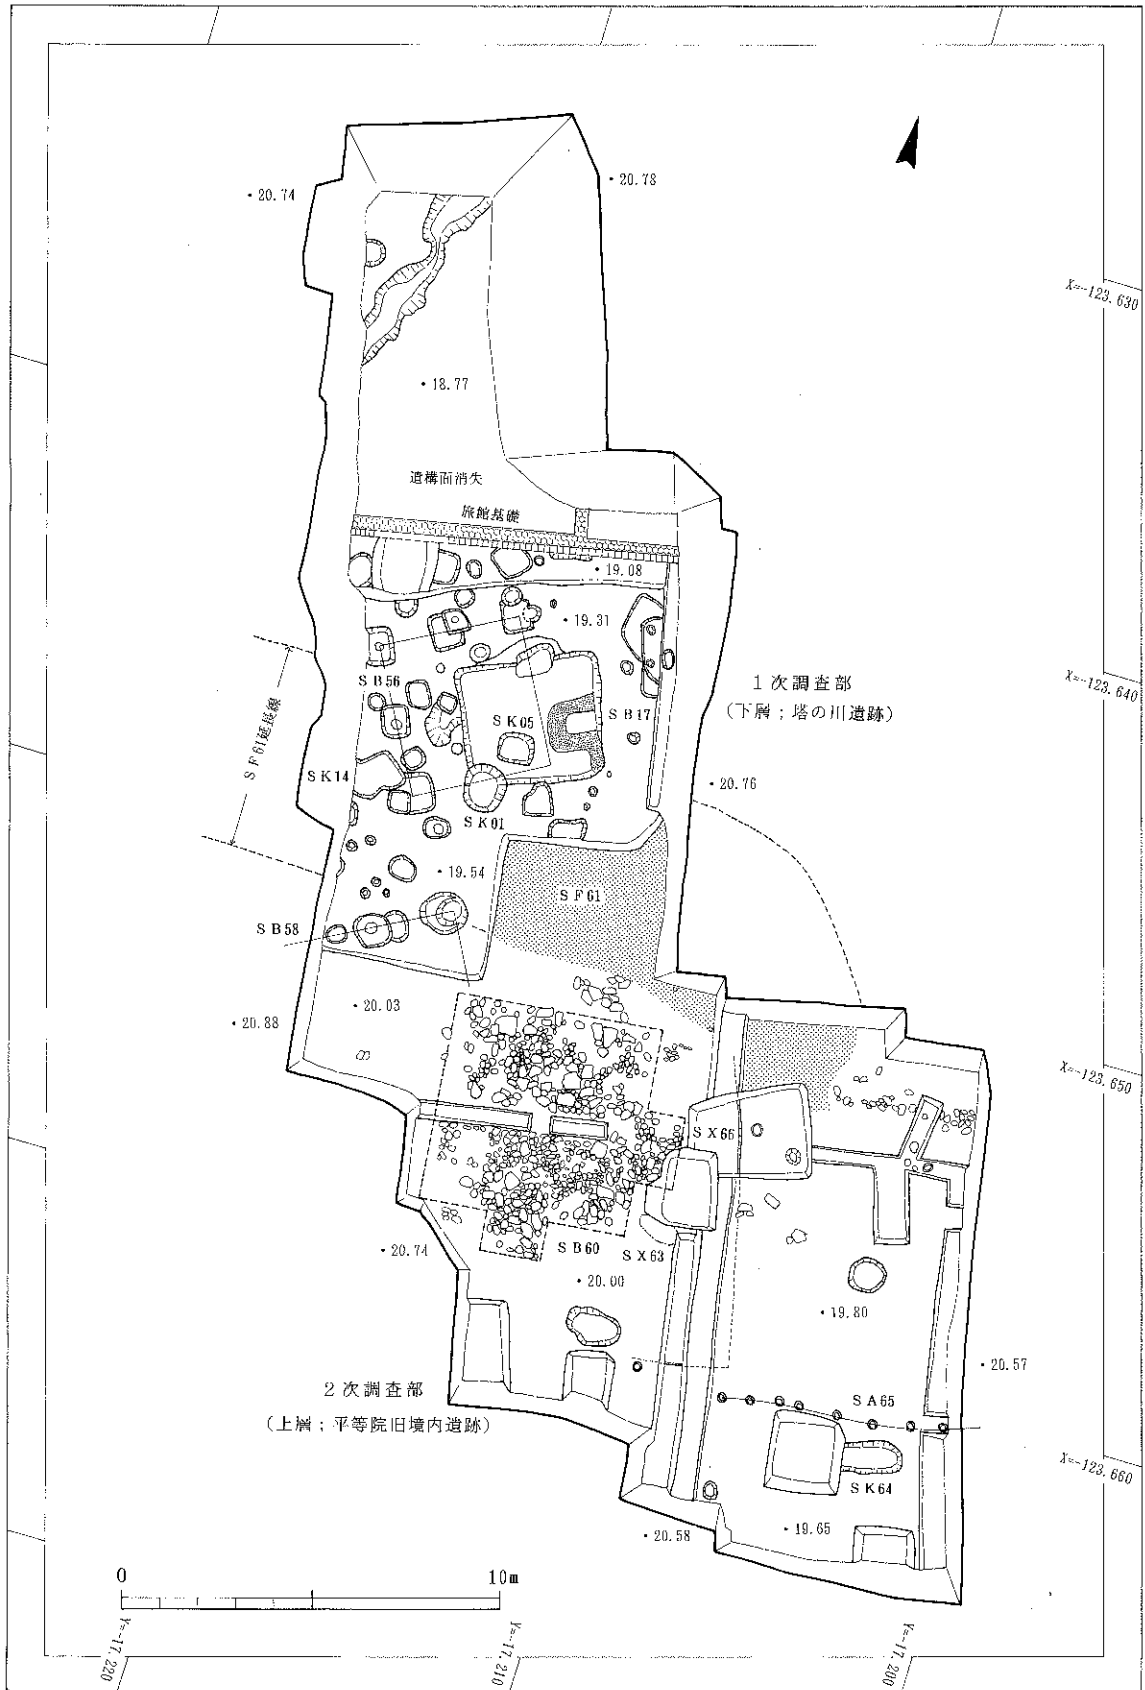 ・20.74
・20.78
X=-123.630
・18.77
遺構面消失
旅館基礎
・19.08
・19.31
SB56
1次調査部
(下層；塔の川遺跡)
X=-123.640
SK05
SB17
SF61延長線
SK14
・20.76
SK01
・19.54
SF61
SB58
・20.03
・20.88
X=-123.650
SX66
・20.74
SB60
SX63
・20.00
・19.80
・20.57
2次調査部
(上層；平等院旧境内遺跡)
SA65
X=-123.660
SK64
・20.58
・19.65
0
10m
Y=-17.220
Y=-17.210
Y=-17.200